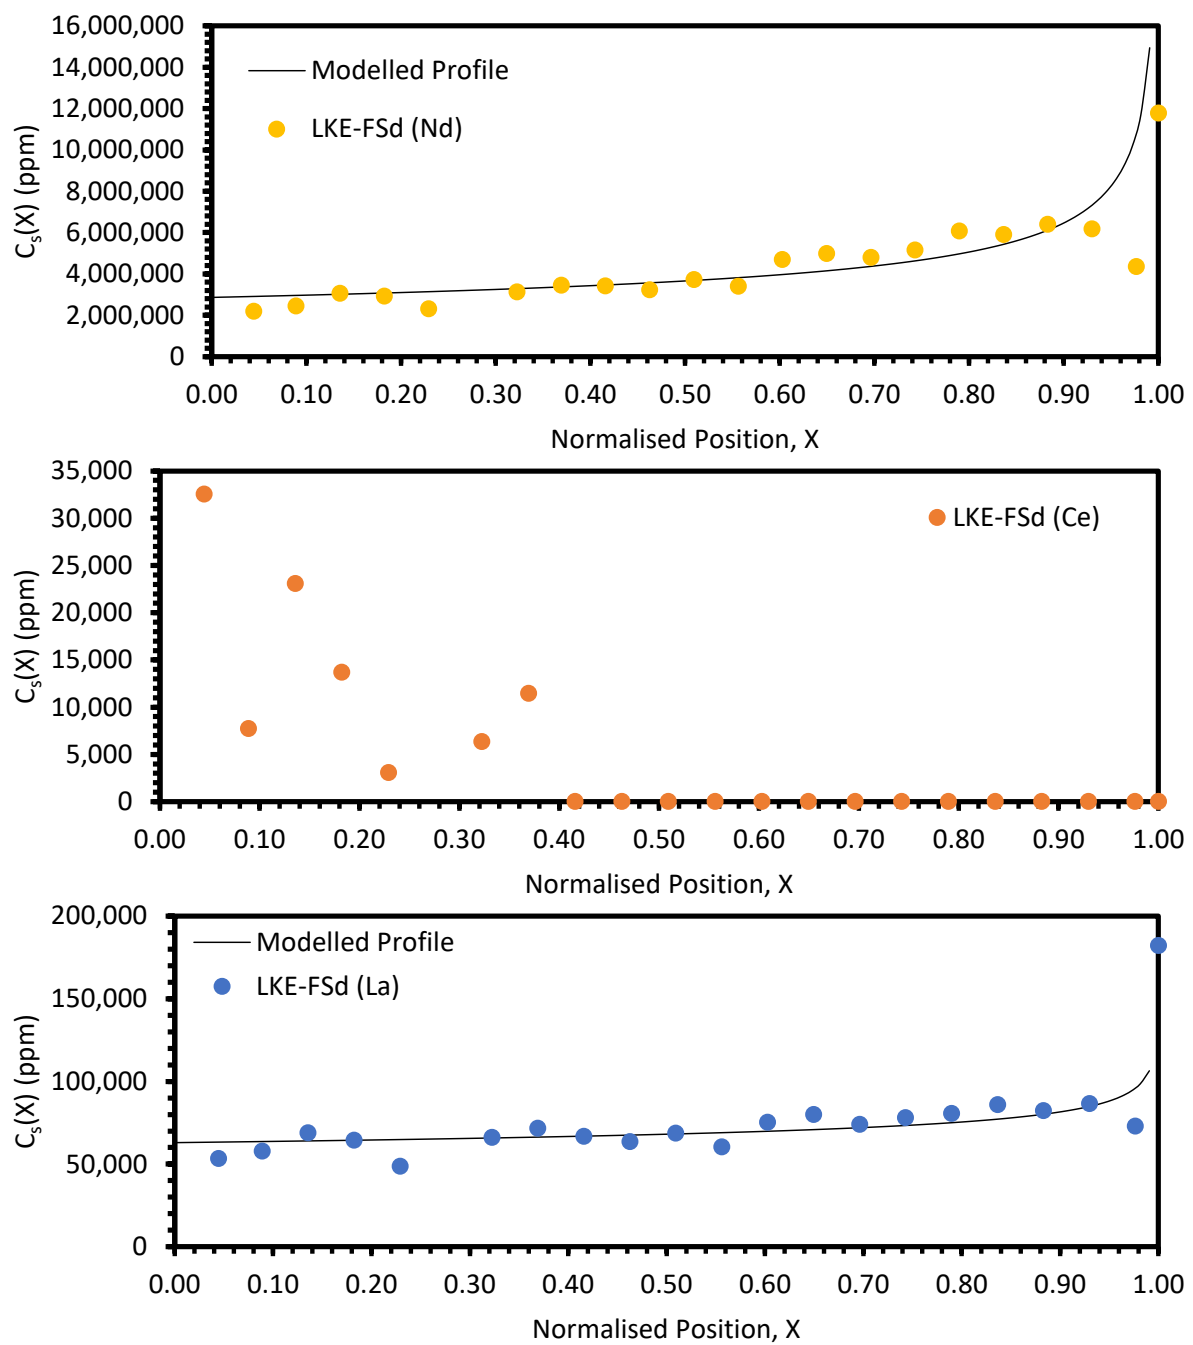 16,000,000
14,000,000
12,000,000
10,000,000
8,000,000
6,000,000
4,000,000
2,000,000
0
C_s(X) (ppm)
Modelled Profile
LKE-FSd (Nd)
0.00 0.10 0.20 0.30 0.40 0.50 0.60 0.70 0.80 0.90 1.00
Normalised Position, X
35,000
30,000
25,000
20,000
15,000
10,000
5,000
0
C_s(X) (ppm)
LKE-FSd (Ce)
0.00 0.10 0.20 0.30 0.40 0.50 0.60 0.70 0.80 0.90 1.00
Normalised Position, X
200,000
150,000
100,000
50,000
0
C_s(X) (ppm)
Modelled Profile
LKE-FSd (La)
0.00 0.10 0.20 0.30 0.40 0.50 0.60 0.70 0.80 0.90 1.00
Normalised Position, X